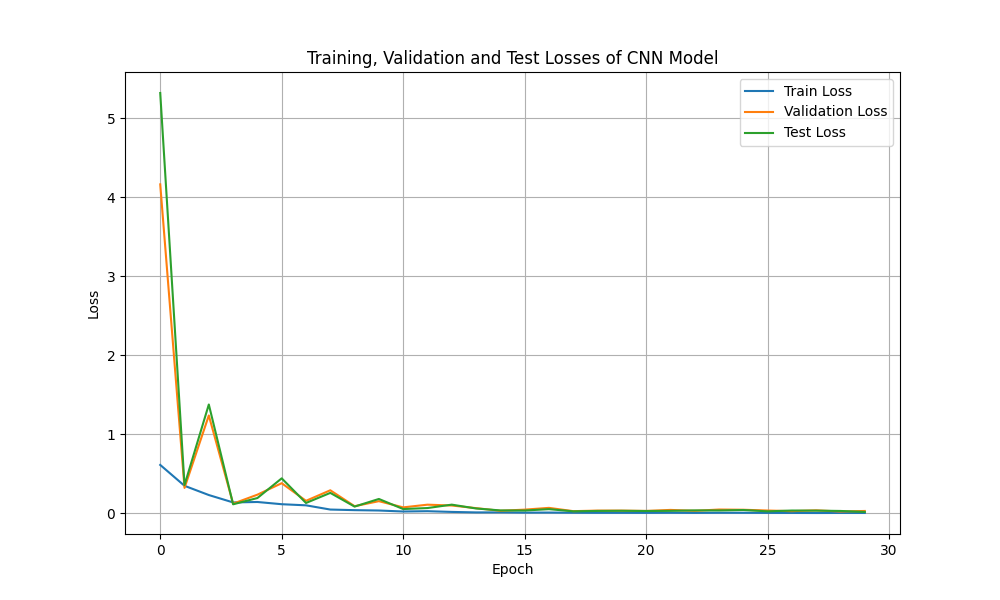 Training, Validation and Test Losses of CNN Model
Train Loss
Validation Loss
Test Loss
5
4
3
2
1
0
Loss
0 5 10 15 20 25 30
Epoch